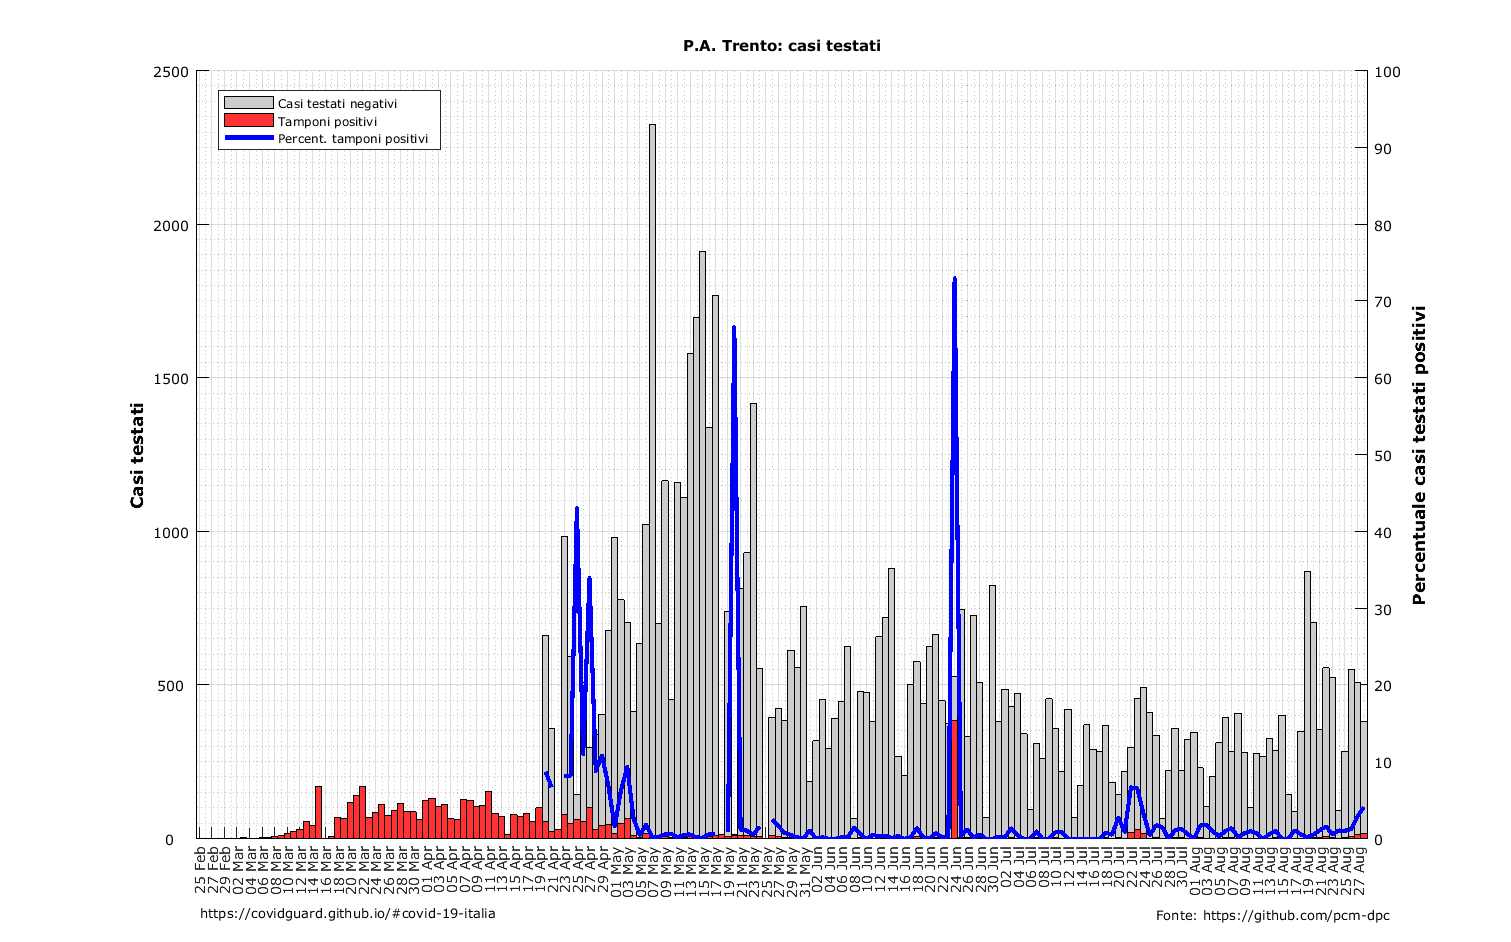 P.A. Trento: casi testati
2500
2000
1500
1000
500
0
Casi testati
Casi testati negativi
Tamponi positivi
Percent. tamponi positivi
100
90
80
70
60
50
40
30
20
10
0
Percentuale casi testati positivi
25 Feb
27 Feb
29 Feb
02 Mar
04 Mar
06 Mar
08 Mar
10 Mar
12 Mar
14 Mar
16 Mar
18 Mar
20 Mar
22 Mar
24 Mar
26 Mar
28 Mar
30 Mar
01 Apr
03 Apr
05 Apr
07 Apr
09 Apr
11 Apr
13 Apr
15 Apr
17 Apr
19 Apr
21 Apr
23 Apr
25 Apr
27 Apr
29 Apr
01 May
03 May
05 May
07 May
09 May
11 May
13 May
15 May
17 May
19 May
21 May
23 May
25 May
27 May
29 May
31 May
02 Jun
04 Jun
06 Jun
08 Jun
10 Jun
12 Jun
14 Jun
16 Jun
18 Jun
20 Jun
22 Jun
24 Jun
26 Jun
28 Jun
30 Jun
02 Jul
04 Jul
06 Jul
08 Jul
10 Jul
12 Jul
14 Jul
16 Jul
18 Jul
20 Jul
22 Jul
24 Jul
26 Jul
28 Jul
30 Jul
01 Aug
03 Aug
05 Aug
07 Aug
09 Aug
11 Aug
13 Aug
15 Aug
17 Aug
19 Aug
21 Aug
23 Aug
25 Aug
27 Aug
https://covidguard.github.io/#covid-19-italia
Fonte: https://github.com/pcm-dpc